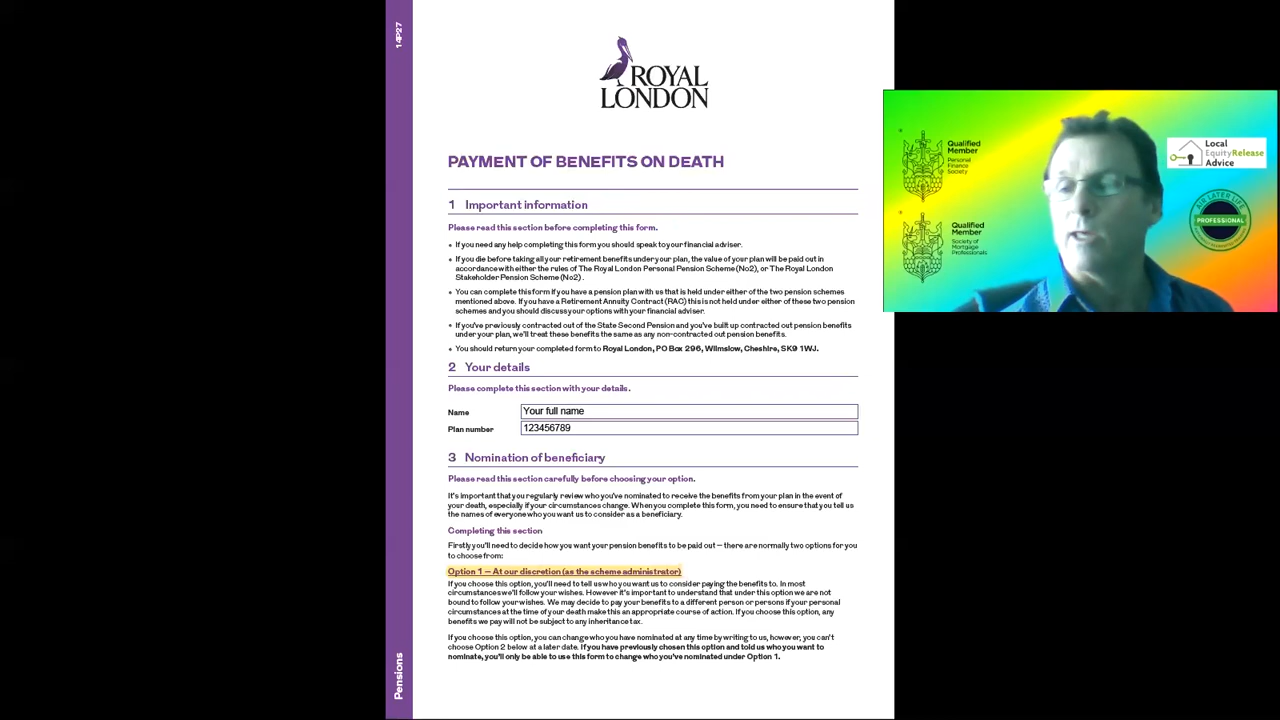 14P27
ROYAL
LONDON
PAYMENT OF BENEFITS ON DEATH
1 Important information
Please read this section before completing this form.
• If you need any help completing this form you should speak to your financial adviser.
• If you die before taking all your retirement benefits under your plan, the value of your plan will be paid out in
accordance with either the rules of The Royal London Personal Pension Scheme (No2), or The Royal London
Stakeholder Pension Scheme (No2).
• You can complete this form if you have a pension plan with us that is held under either of the two pension schemes
mentioned above. If you have a Retirement Annuity Contract (RAC) this is not held under either of these two pension
schemes and you should discuss your options with your financial adviser.
• If you've previously contracted out of the State Second Pension and you've built up contracted out pension benefits
under your plan, we'll treat these benefits the same as any non-contracted out pension benefits.
• You should return your completed form to Royal London, PO Box 296, Wilmslow, Cheshire, SK9 1WJ.
2 Your details
Please complete this section with your details.
Name Your full name
Plan number 123456789
3 Nomination of beneficiary
Please read this section carefully before choosing your option.
It's important that you regularly review who you've nominated to receive the benefits from your plan in the event of
your death, especially if your circumstances change. When you complete this form, you need to ensure that you tell us
the names of everyone who you want us to consider as a beneficiary.
Completing this section
Firstly you'll need to decide how you want your pension benefits to be paid out – there are normally two options for you
to choose from:
Option 1 – At our discretion (as the scheme administrator)
If you choose this option, you'll need to tell us who you want us to consider paying the benefits to. In most
circumstances we'll follow your wishes. However it's important to understand that under this option we are not
bound to follow your wishes. We may decide to pay your benefits to a different person or persons if your personal
circumstances at the time of your death make this an appropriate course of action. If you choose this option, any
benefits we pay will not be subject to any inheritance tax.
If you choose this option, you can change who you have nominated at any time by writing to us, however, you can't
choose Option 2 below at a later date. If you have previously chosen this option and told us who you want to
nominate, you'll only be able to use this form to change who you've nominated under Option 1.
Pensions
Qualified
Member
Personal
Finance
Society
Qualified
Member
Society of
Mortgage
Professionals
Local
EquityRelease
Advice
AIR LATER LIFE
PROFESSIONAL